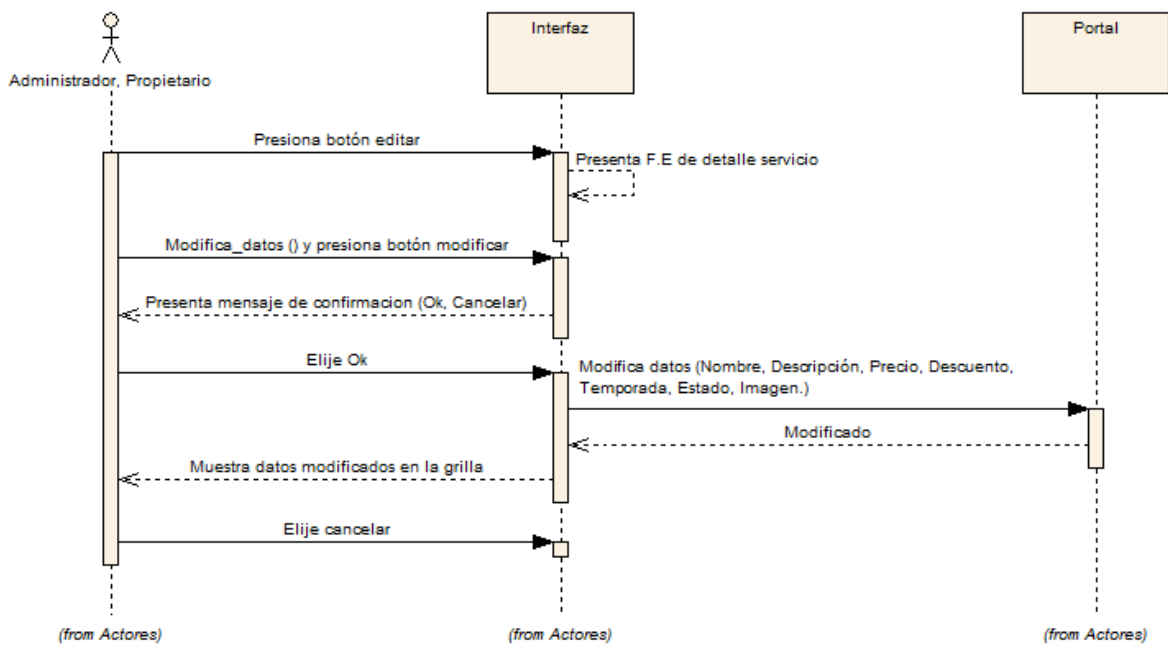 Interfaz
Portal
Administrador, Propietario
Presiona botón editar
Presenta F.E de detalle servicio
Modifica_datos () y presiona botón modificar
Presenta mensaje de confirmacion (Ok, Cancelar)
Elije Ok
Modifica datos (Nombre, Descripción, Precio, Descuento,
Temporada, Estado, Imagen.)
Modificado
Muestra datos modificados en la grilla
Elije cancelar
(from Actores)
(from Actores)
(from Actores)